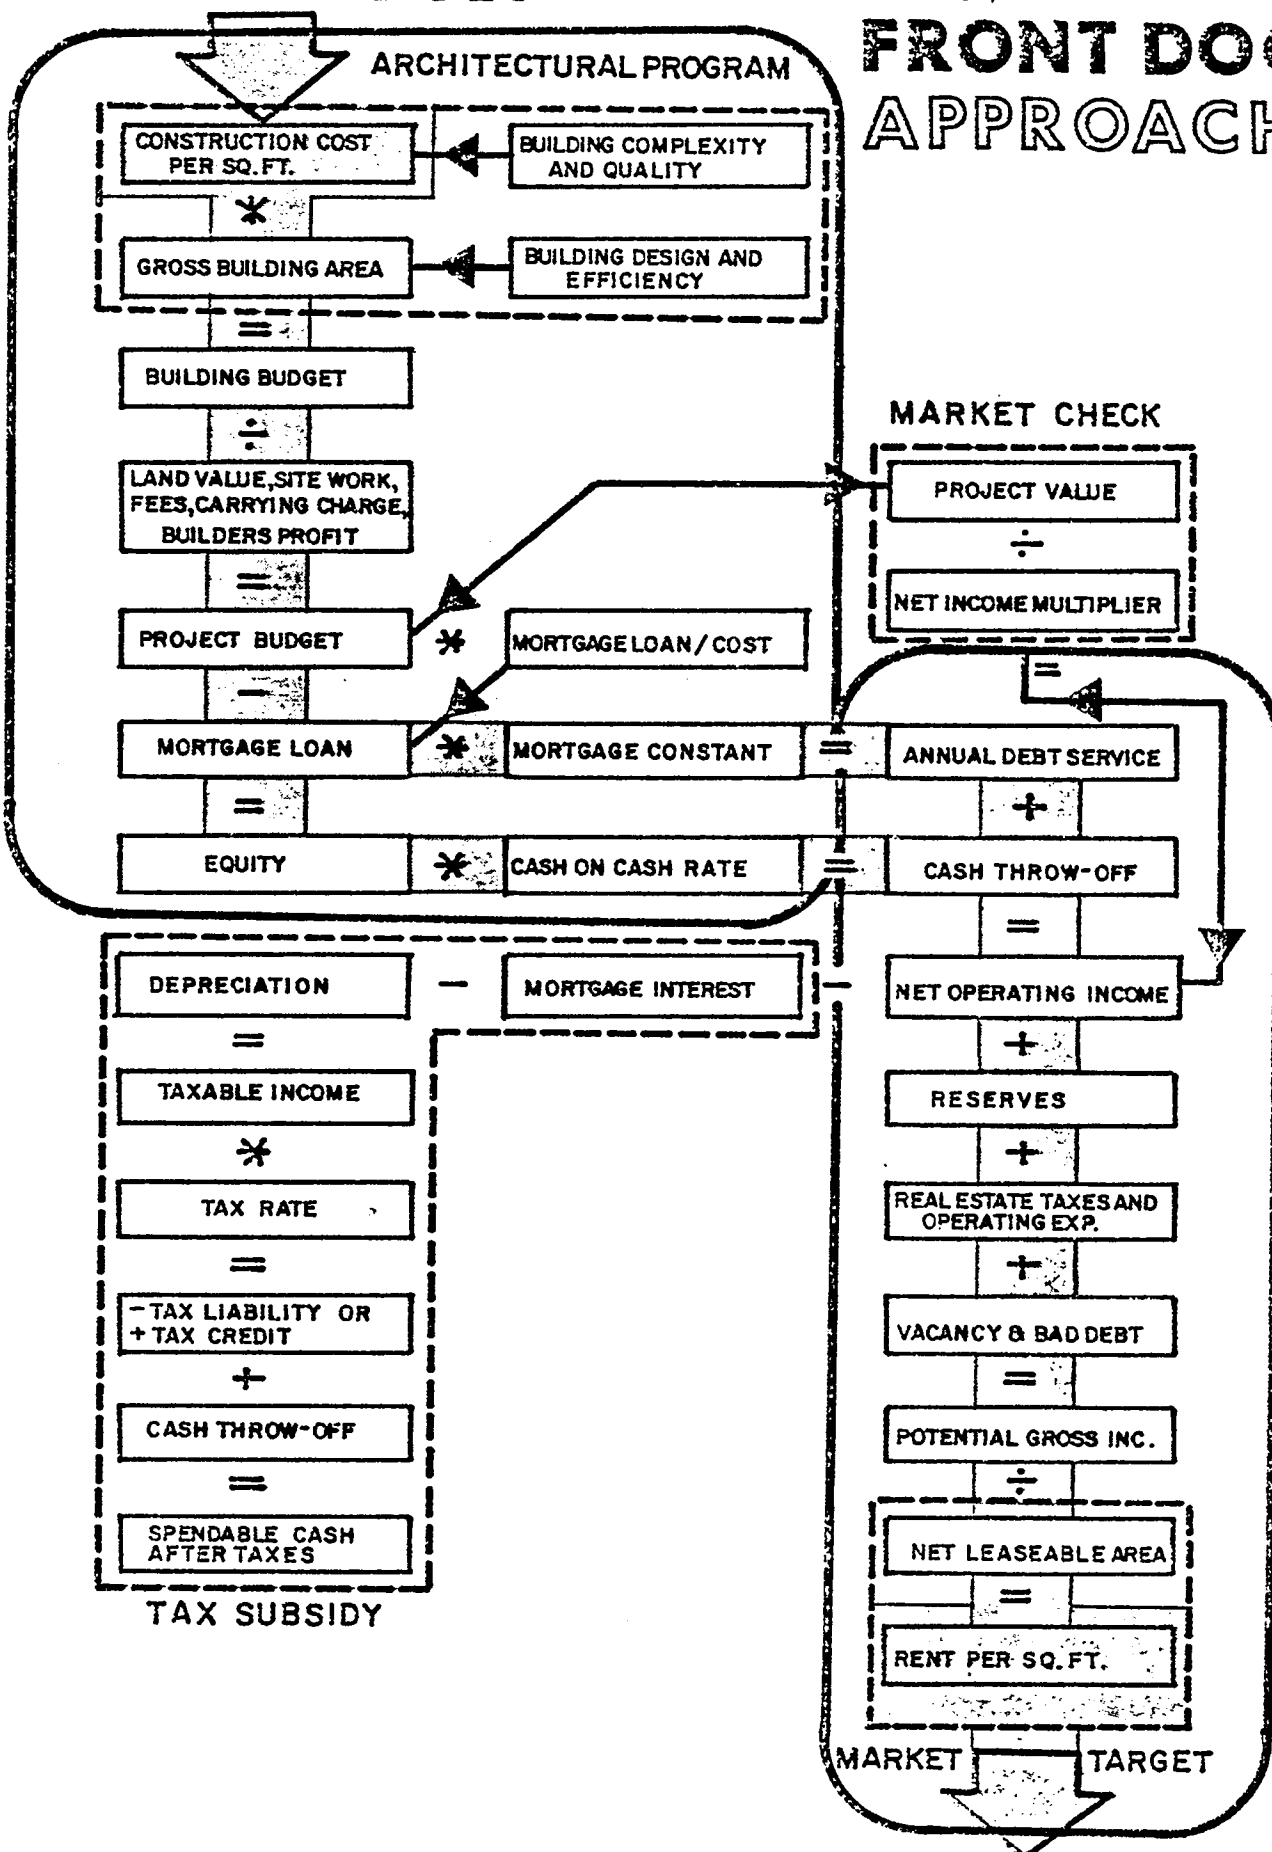 FRONT DOO
APPROACH
ARCHITECTURAL PROGRAM
CONSTRUCTION COST
PER SQ.FT.
BUILDING COMPLEXITY
AND QUALITY
*
GROSS BUILDING AREA
BUILDING DESIGN AND
EFFICIENCY
=
BUILDING BUDGET
÷
LAND VALUE, SITE WORK,
FEES, CARRYING CHARGE,
BUILDERS PROFIT
=
PROJECT BUDGET
* MORTGAGE LOAN / COST
-
MORTGAGE LOAN * MORTGAGE CONSTANT =
=
EQUITY * CASH ON CASH RATE =
MARKET CHECK
PROJECT VALUE
÷
NET INCOME MULTIPLIER
=
ANNUAL DEBT SERVICE
+
CASH THROW-OFF
=
NET OPERATING INCOME
+
RESERVES
+
REAL ESTATE TAXES AND
OPERATING EXP.
+
VACANCY & BAD DEBT
=
POTENTIAL GROSS INC.
÷
NET LEASEABLE AREA
=
RENT PER SQ.FT.
MARKET TARGET
DEPRECIATION - MORTGAGE INTEREST -
=
TAXABLE INCOME
*
TAX RATE
=
- TAX LIABILITY OR
+ TAX CREDIT
+
CASH THROW-OFF
=
SPENDABLE CASH
AFTER TAXES
TAX SUBSIDY